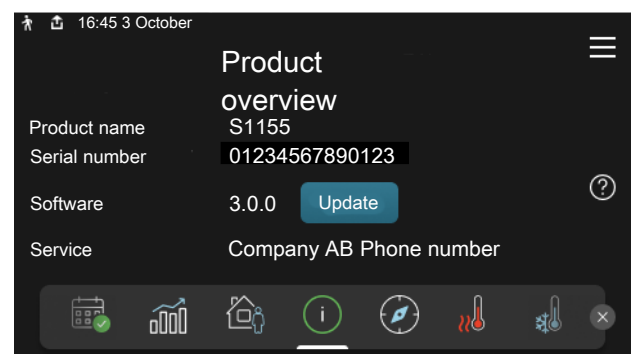 16:45 3 October
Product
overview
Product name S1155
Serial number 01234567890123
Software 3.0.0 Update
Service Company AB Phone number